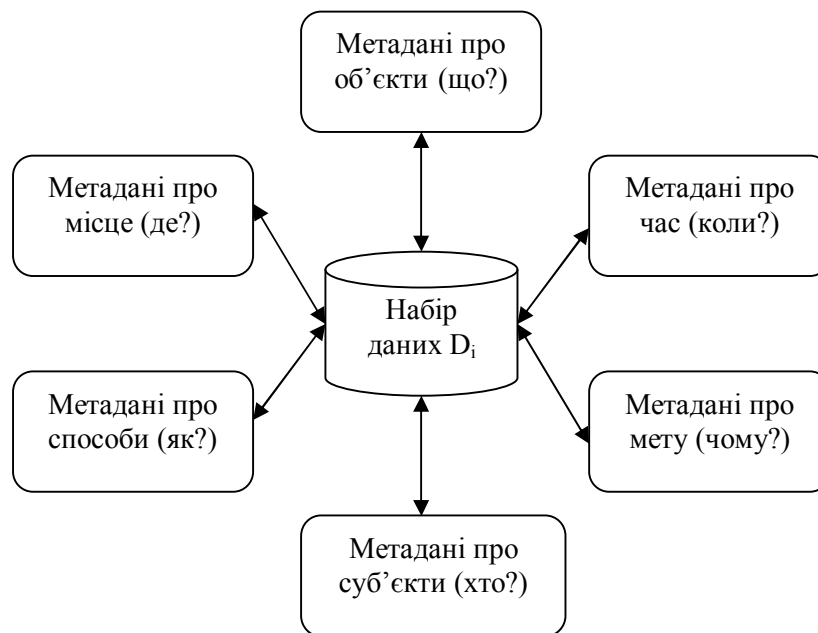 Метадані про
об’єкти (що?)
Метадані про
місце (де?)
Метадані про
час (коли?)
Набір
даних Di
Метадані про
способи (як?)
Метадані про
мету (чому?)
Метадані про
суб’єкти (хто?)